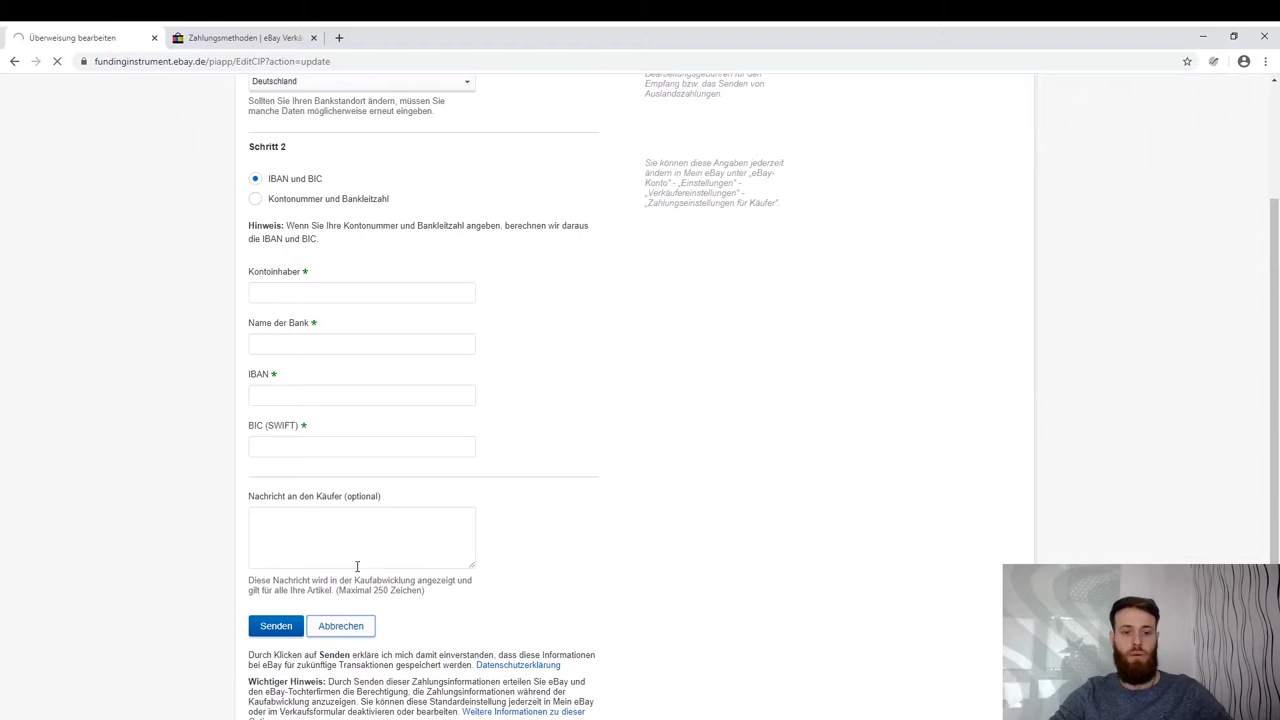 Überweisung bearbeiten
Zahlungsmethoden | eBay Verkä
fundinginstrument.ebay.de/piapp/EditCIP?action=update
Deutschland
Sollten Sie Ihren Bankstandort ändern, müssen Sie
manche Daten möglicherweise erneut eingeben.
Bearbeitungsgebühren für den
Empfang bzw. das Senden von
Auslandszahlungen.
Schritt 2
IBAN und BIC
Kontonummer und Bankleitzahl
Sie können diese Angaben jederzeit
ändern in Mein eBay unter „eBay-
Konto“ - „Einstellungen“ -
„Verkäufereinstellungen“ -
„Zahlungseinstellungen für Käufer“.
Hinweis: Wenn Sie Ihre Kontonummer und Bankleitzahl angeben, berechnen wir daraus
die IBAN und BIC.
Kontoinhaber *
Name der Bank *
IBAN *
BIC (SWIFT) *
Nachricht an den Käufer (optional)
Diese Nachricht wird in der Kaufabwicklung angezeigt und
gilt für alle Ihre Artikel. (Maximal 250 Zeichen)
Senden
Abbrechen
Durch Klicken auf Senden erkläre ich mich damit einverstanden, dass diese Informationen
bei eBay für zukünftige Transaktionen gespeichert werden. Datenschutzerklärung
Wichtiger Hinweis: Durch Senden dieser Zahlungsinformationen erteilen Sie eBay und
den eBay-Tochterfirmen die Berechtigung, die Zahlungsinformationen während der
Kaufabwicklung anzuzeigen. Sie können diese Standardeinstellung jederzeit in Mein eBay
oder im Verkaufsformular deaktivieren oder bearbeiten. Weitere Informationen zu dieser